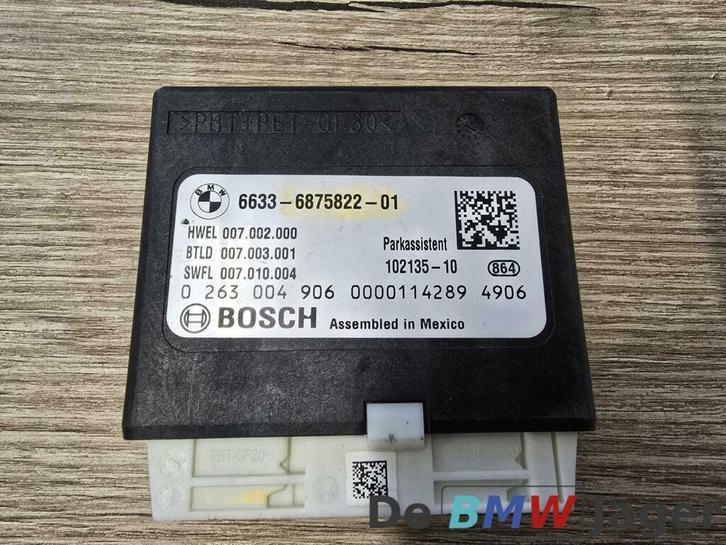 >PBT+PET-GF30<
BMW
6633-6875822-01
HWEL 007.002.000
BTLD 007.003.001
SWFL 007.010.004
Parkassistent
102135-10
864
0 263 004 906 0000114289 4906
BOSCH Assembled in Mexico
PBT-GF20
De BMW Jager